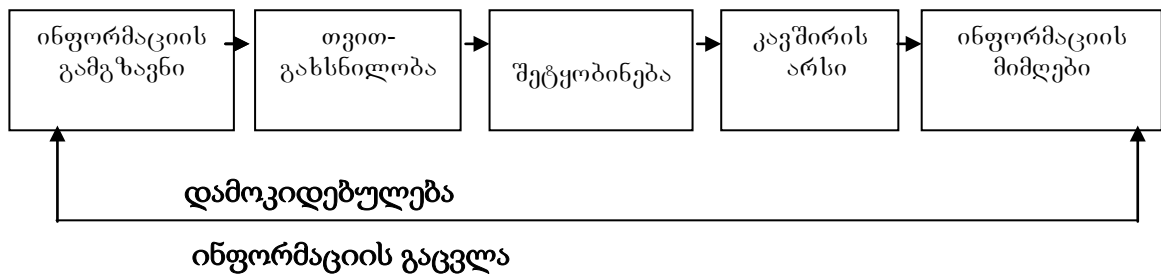 ინფორმაციის
გამგზავნი
თვით-
გახსნილობა
შეტყობინება
კავშირის
არსი
ინფორმაციის
მიმღები
დამოკიდებულება
ინფორმაციის გაცვლა